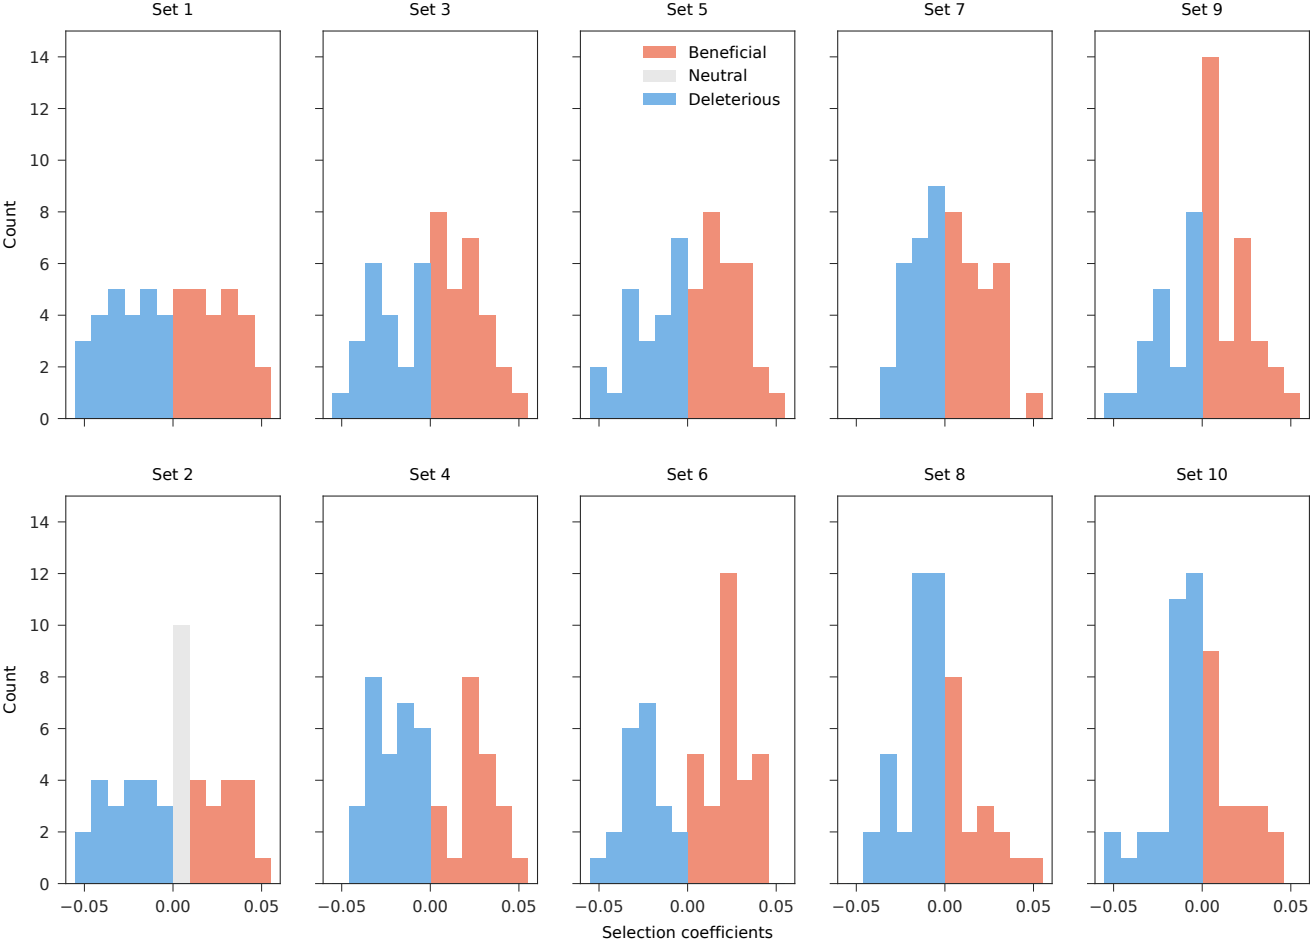 Set 1 Set 3 Set 5 Set 7 Set 9
Beneficial
Neutral
Deleterious
14
12
10
8
6
4
2
0
Count
Set 2 Set 4 Set 6 Set 8 Set 10
14
12
10
8
6
4
2
0
Count
−0.05 0.00 0.05 −0.05 0.00 0.05 −0.05 0.00 0.05 −0.05 0.00 0.05 −0.05 0.00 0.05
Selection coefficients